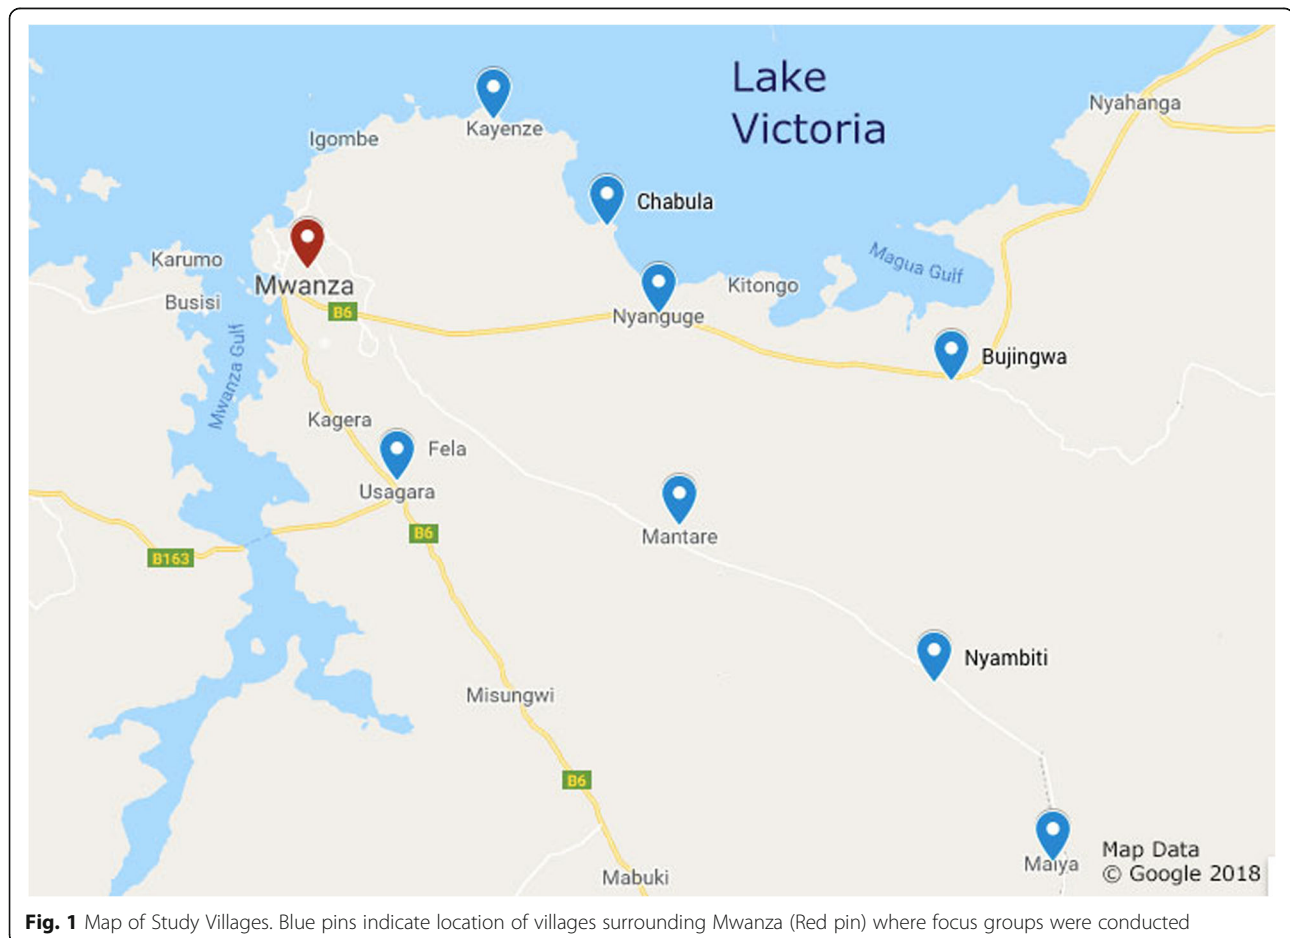 Lake
Victoria
Nyahanga
Kayenze
Igombe
Chabula
Magua Gulf
Karumo
Mwanza
Kitongo
Busisi
B6
Nyanguge
Bujingwa
Mwanza Gulf
Kagera
Fela
Usagara
B6
Mantare
B163
Nyambiti
Misungwi
B6
Maiya
Map Data
© Google 2018
Mabuki
Fig. 1 Map of Study Villages. Blue pins indicate location of villages surrounding Mwanza (Red pin) where focus groups were conducted